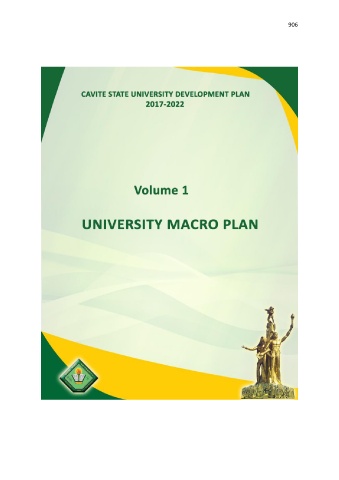 906
CAVITE STATE UNIVERSITY DEVELOPMENT PLAN
2017-2022
Volume 1
UNIVERSITY MACRO PLAN